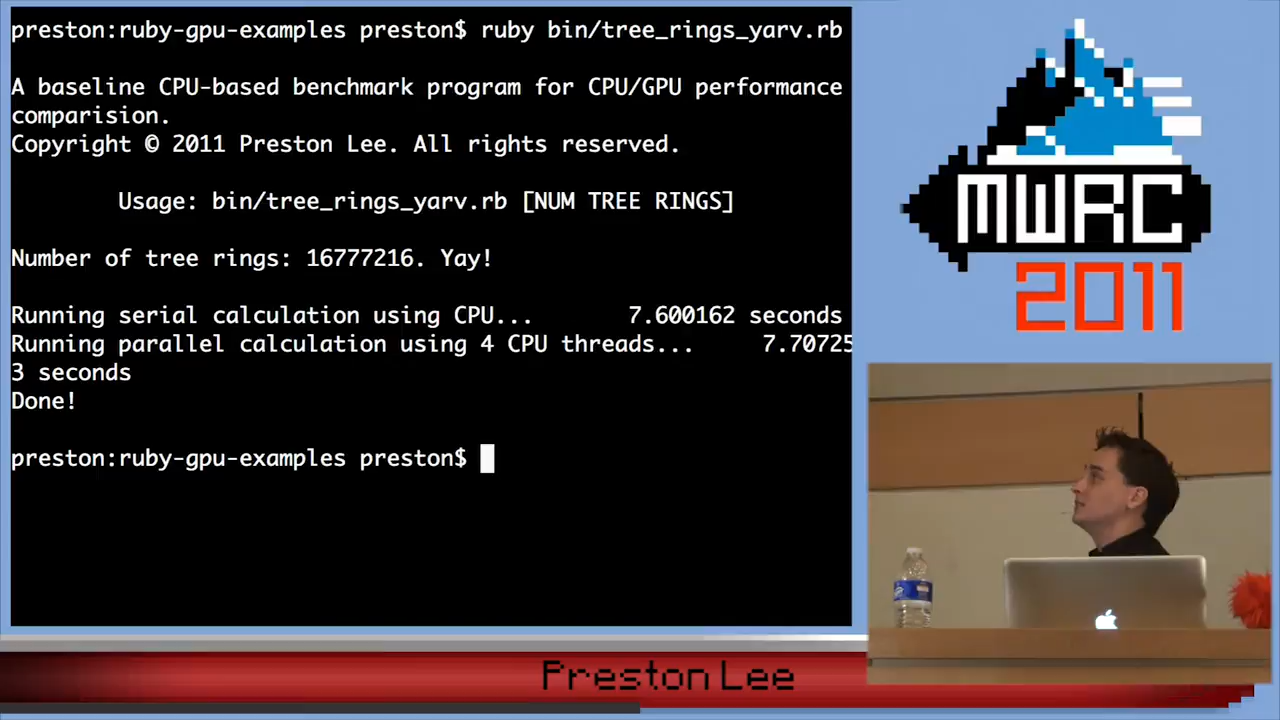 preston:ruby-gpu-examples preston$ ruby bin/tree_rings_yarv.rb
A baseline CPU-based benchmark program for CPU/GPU performance
comparision.
Copyright © 2011 Preston Lee. All rights reserved.
Usage: bin/tree_rings_yarv.rb [NUM TREE RINGS]
Number of tree rings: 16777216. Yay!
Running serial calculation using CPU... 7.600162 seconds
Running parallel calculation using 4 CPU threads... 7.70725
3 seconds
Done!
preston:ruby-gpu-examples preston$
MWRC
2011
Preston Lee